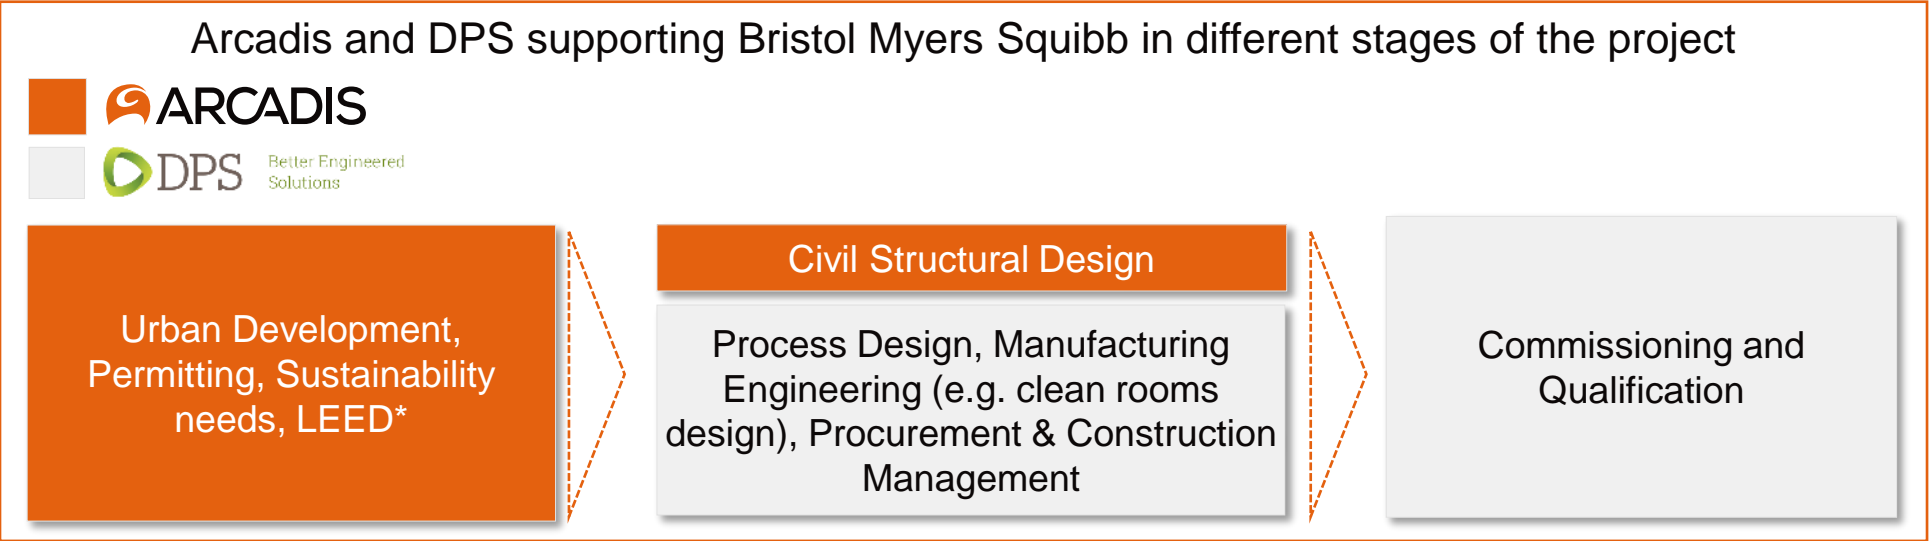 Arcadis and DPS supporting Bristol Myers Squibb in different stages of the project
ARCADIS
DPS
Better Engineered
Solutions
Urban Development,
Permitting, Sustainability
needs, LEED*
Civil Structural Design
Process Design, Manufacturing
Engineering (e.g. clean rooms
design), Procurement & Construction
Management
Commissioning and
Qualification